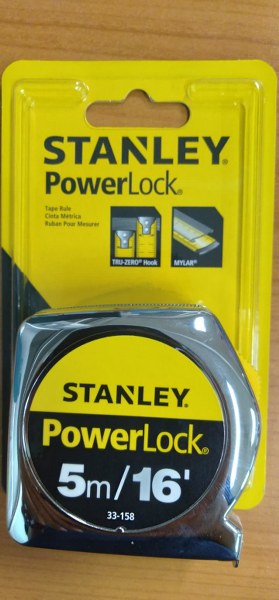 STANLEY®
PowerLock®
Tape Rule
Cinta Métrica
Ruban Pour Mesurer
TRU-ZERO® Hook
MYLAR®
STANLEY®
PowerLock®
5m/16'
33-158